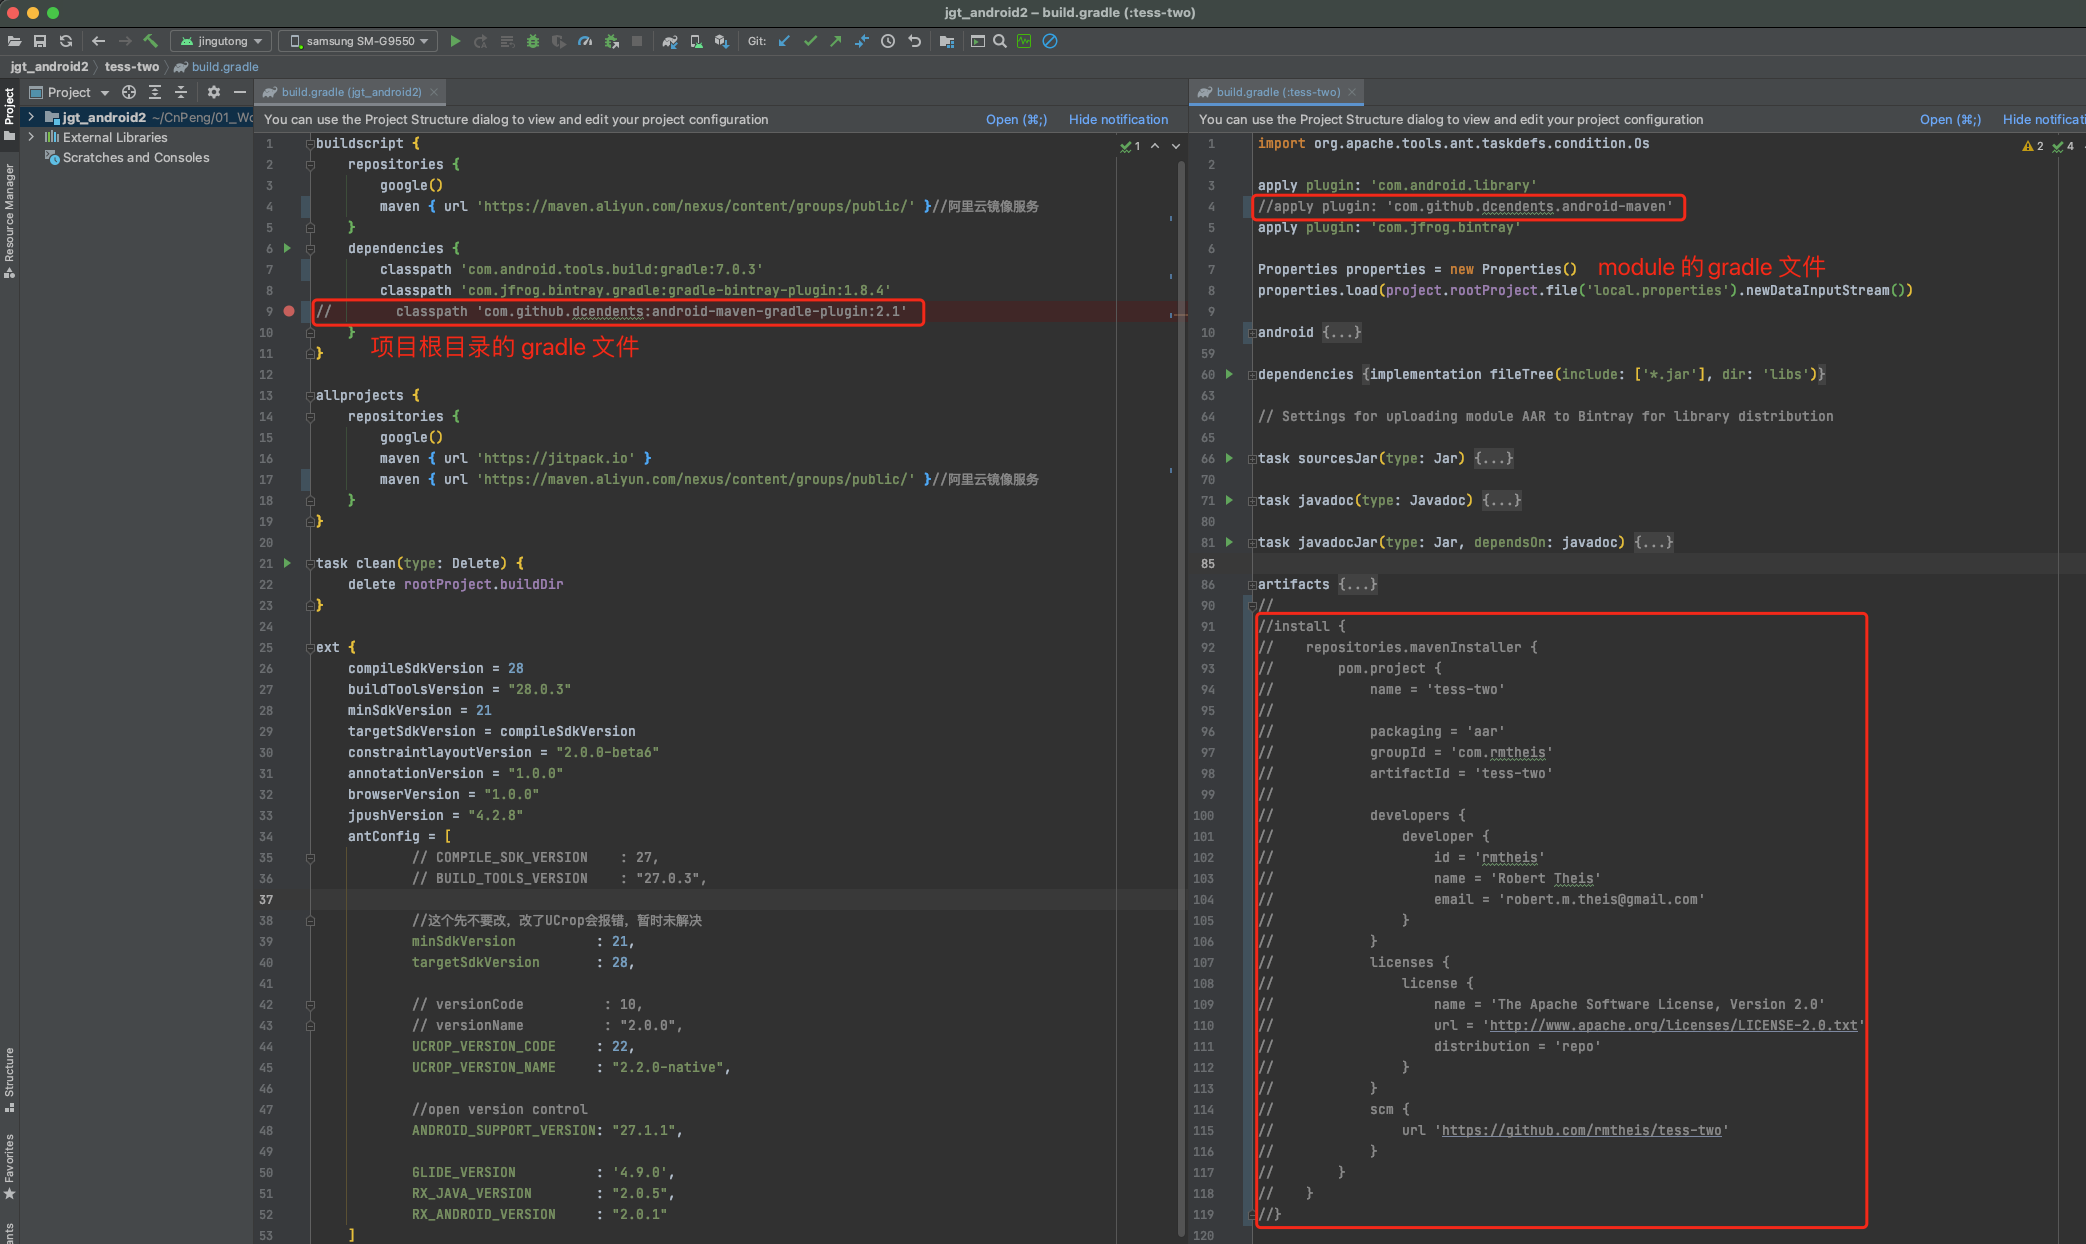 jgt_android2 – build.gradle (:tess-two)
jingutong
samsung SM-G9550
Git:
jgt_android2 tess-two build.gradle
Project
Resource Manager
Structure
Favorites
Project
jgt_android2 ~/CnPeng/01_Wo
External Libraries
Scratches and Consoles
build.gradle (jgt_android2)
You can use the Project Structure dialog to view and edit your project configuration Open (⌘;) Hide notification
1
1 buildscript {
2 repositories {
3 google()
4 maven { url 'https://maven.aliyun.com/nexus/content/groups/public/' }//阿里云镜像服务
5 }
6 dependencies {
7 classpath 'com.android.tools.build:gradle:7.0.3'
8 classpath 'com.jfrog.bintray.gradle:gradle-bintray-plugin:1.8.4'
9 // classpath 'com.github.dcendents:android-maven-gradle-plugin:2.1'
10 }
项目根目录的 gradle 文件
11 }
12
13 allprojects {
14 repositories {
15 google()
16 maven { url 'https://jitpack.io' }
17 maven { url 'https://maven.aliyun.com/nexus/content/groups/public/' }//阿里云镜像服务
18 }
19 }
20
21 task clean(type: Delete) {
22 delete rootProject.buildDir
23 }
24
25 ext {
26 compileSdkVersion = 28
27 buildToolsVersion = "28.0.3"
28 minSdkVersion = 21
29 targetSdkVersion = compileSdkVersion
30 constraintlayoutVersion = "2.0.0-beta6"
31 annotationVersion = "1.0.0"
32 browserVersion = "1.0.0"
33 jpushVersion = "4.2.8"
34 antConfig = [
35 // COMPILE_SDK_VERSION : 27,
36 // BUILD_TOOLS_VERSION : "27.0.3",
37
38 //这个先不要改，改了UCrop会报错，暂时未解决
39 minSdkVersion : 21,
40 targetSdkVersion : 28,
41
42 // versionCode : 10,
43 // versionName : "2.0.0",
44 UCROP_VERSION_CODE : 22,
45 UCROP_VERSION_NAME : "2.2.0-native",
46
47 //open version control
48 ANDROID_SUPPORT_VERSION: "27.1.1",
49
50 GLIDE_VERSION : '4.9.0',
51 RX_JAVA_VERSION : "2.0.5",
52 RX_ANDROID_VERSION : "2.0.1"
53 ]
build.gradle (:tess-two)
You can use the Project Structure dialog to view and edit your project configuration Open (⌘;) Hide notificati
2 4
1 import org.apache.tools.ant.taskdefs.condition.Os
2
3 apply plugin: 'com.android.library'
4 //apply plugin: 'com.github.dcendents.android-maven'
5 apply plugin: 'com.jfrog.bintray'
6
7 Properties properties = new Properties() module 的 gradle 文件
8 properties.load(project.rootProject.file('local.properties').newDataInputStream())
9
10 android {...}
59
60 dependencies {implementation fileTree(include: ['*.jar'], dir: 'libs')}
63
64 // Settings for uploading module AAR to Bintray for library distribution
65
66 task sourcesJar(type: Jar) {...}
70
71 task javadoc(type: Javadoc) {...}
80
81 task javadocJar(type: Jar, dependsOn: javadoc) {...}
85
86 artifacts {...}
90 //
91 //install {
92 // repositories.mavenInstaller {
93 // pom.project {
94 // name = 'tess-two'
95 //
96 // packaging = 'aar'
97 // groupId = 'com.rmtheis'
98 // artifactId = 'tess-two'
99 //
100 // developers {
101 // developer {
102 // id = 'rmtheis'
103 // name = 'Robert Theis'
104 // email = 'robert.m.theis@gmail.com'
105 // }
106 // }
107 // licenses {
108 // license {
109 // name = 'The Apache Software License, Version 2.0'
110 // url = 'http://www.apache.org/licenses/LICENSE-2.0.txt'
111 // distribution = 'repo'
112 // }
113 // }
114 // scm {
115 // url 'https://github.com/rmtheis/tess-two'
116 // }
117 // }
118 // }
119 //}
120